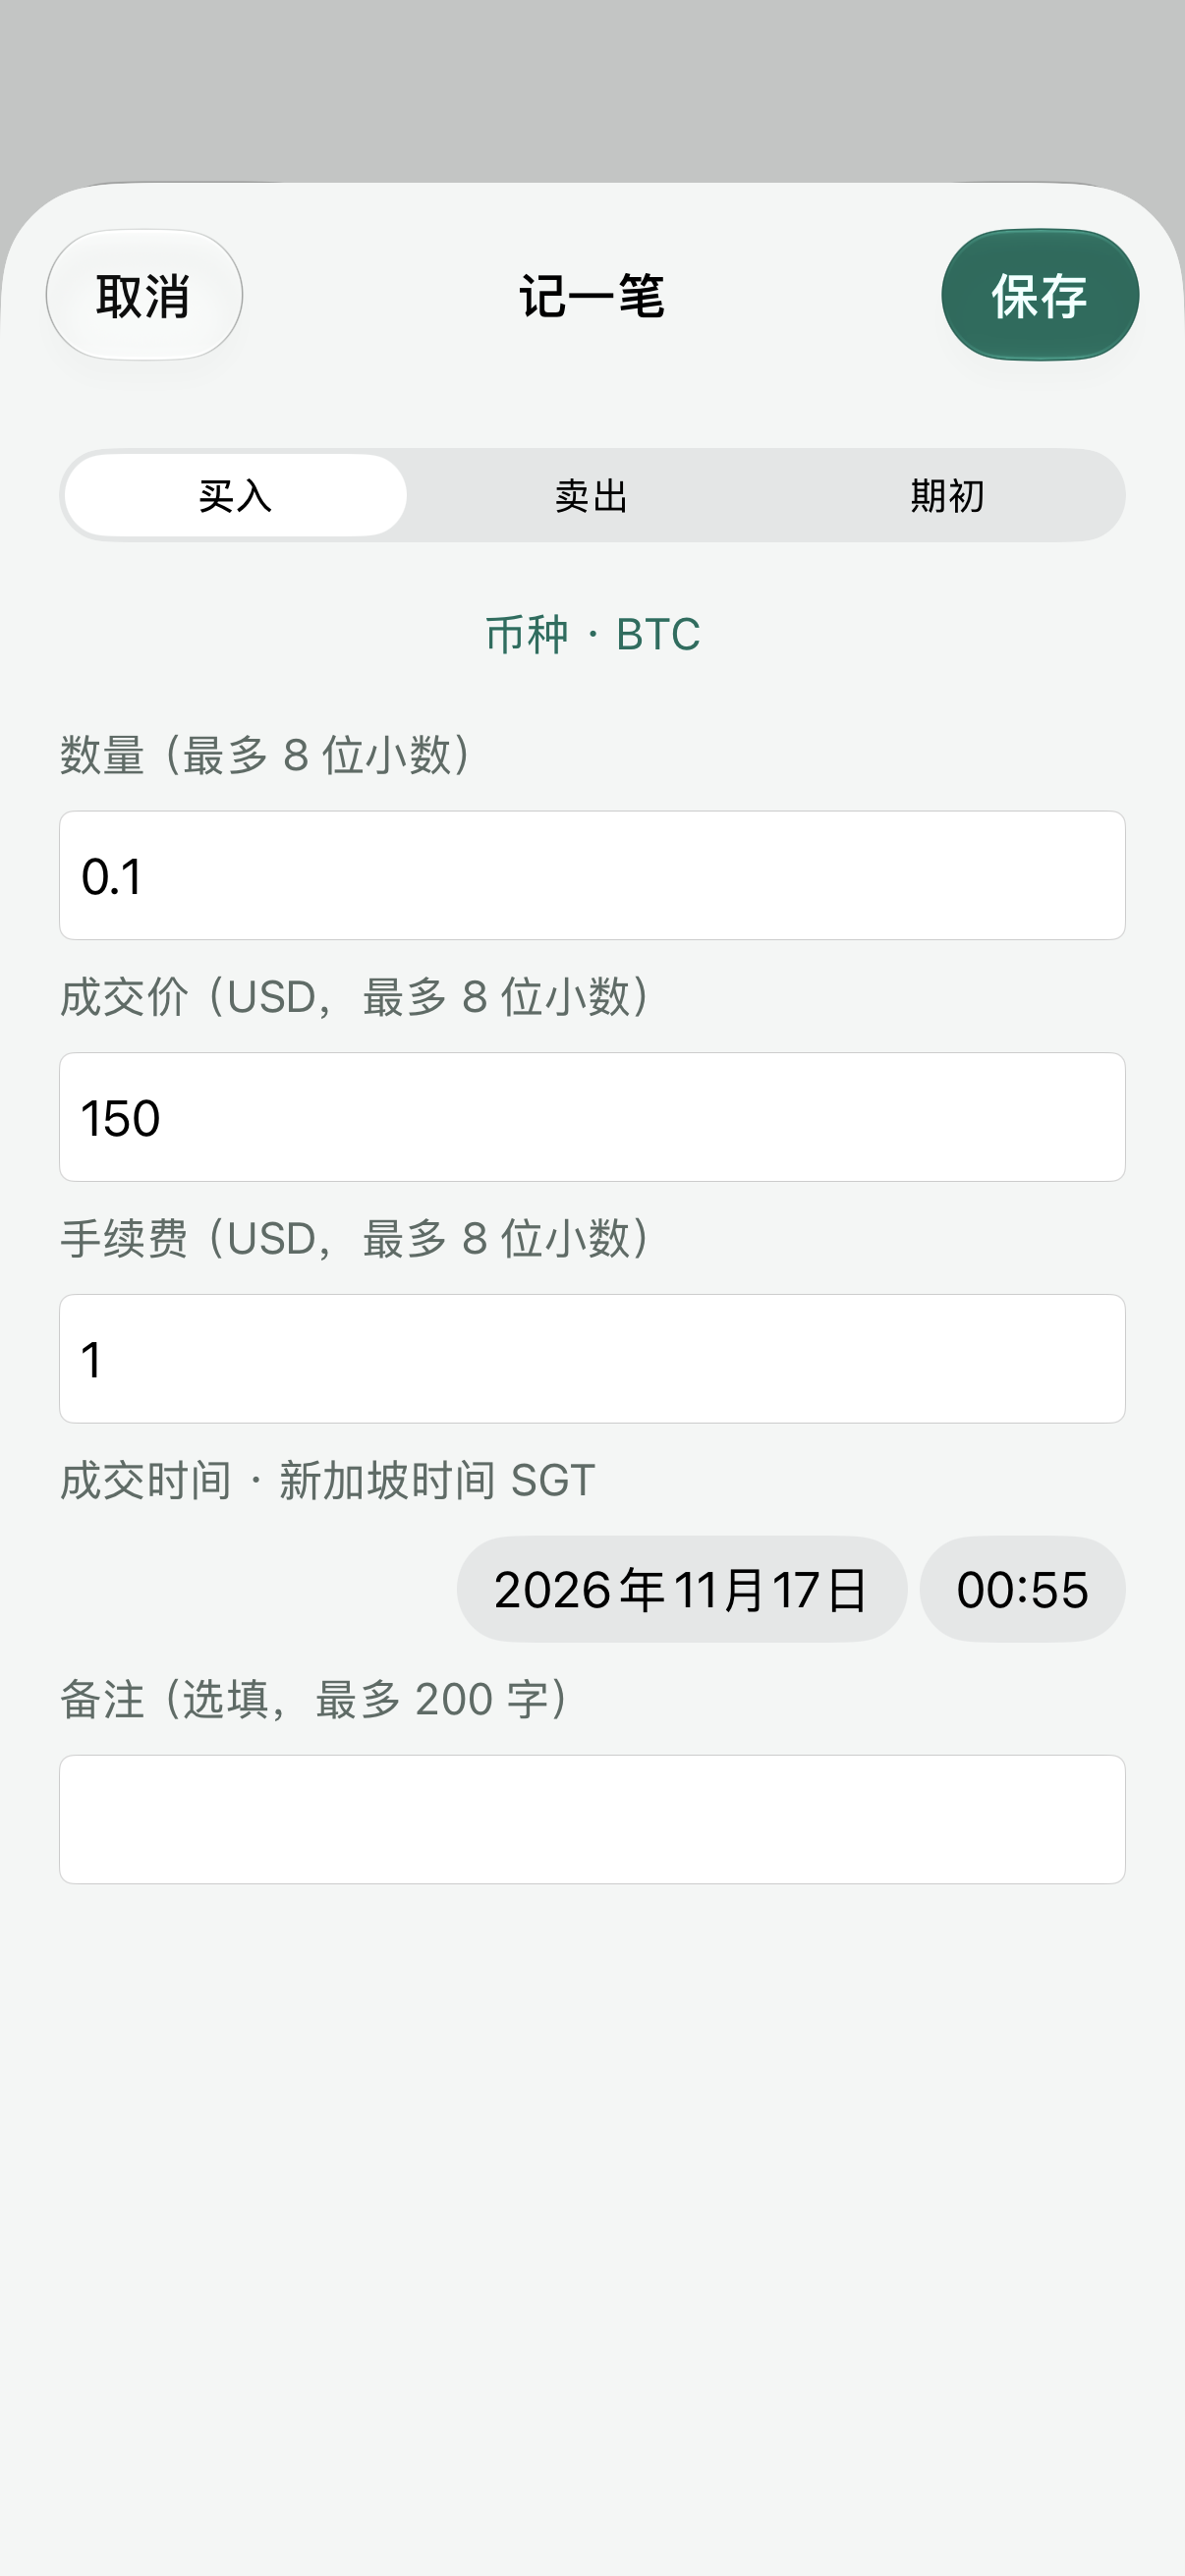 取消
记一笔
保存
买入
卖出
期初
币种 · BTC
数量（最多 8 位小数）
0.1
成交价（USD，最多 8 位小数）
150
手续费（USD，最多 8 位小数）
1
成交时间 · 新加坡时间 SGT
2026年11月17日
00:55
备注（选填，最多 200 字）